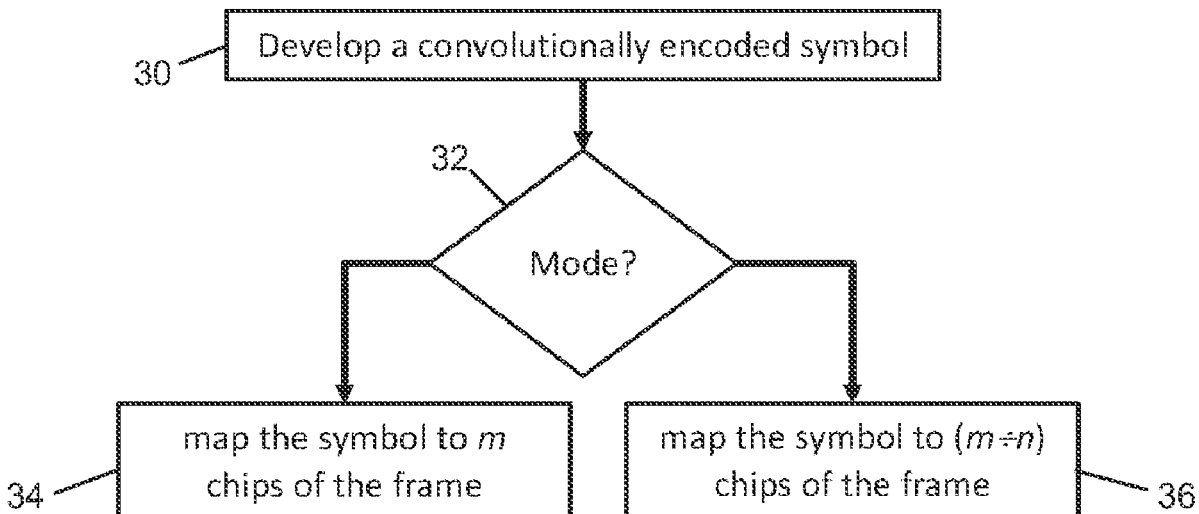 Develop a convolutionally encoded symbol
30
32
Mode?
map the symbol to m
chips of the frame
34
map the symbol to (m÷n)
chips of the frame
36